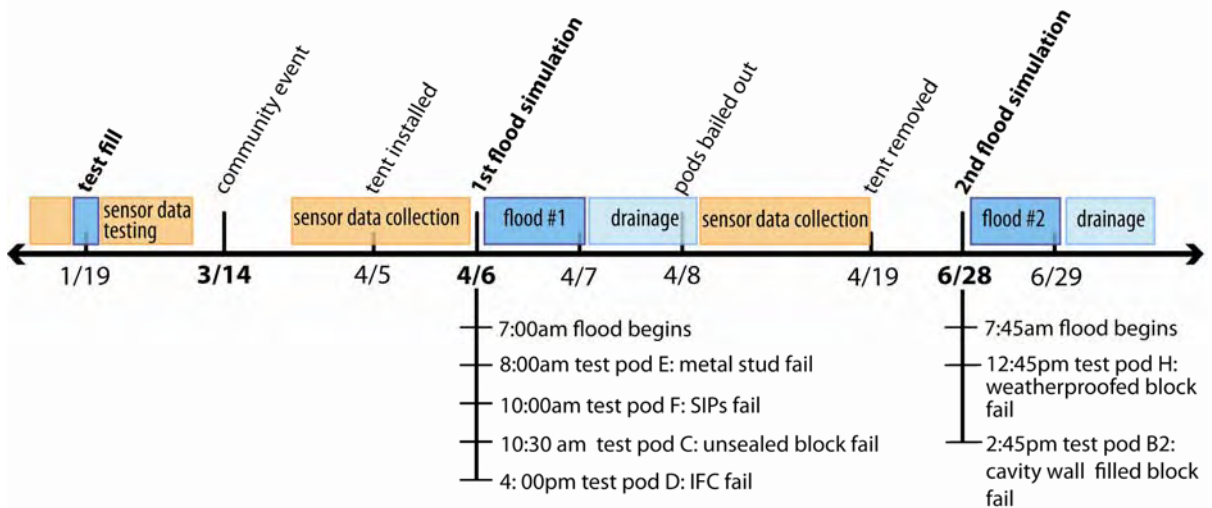 test fill
community event
tent installed
1st flood simulation
pods bailed out
tent removed
2nd flood simulation
sensor data
testing
sensor data collection
flood #1
drainage
sensor data collection
flood #2
drainage
1/19
3/14
4/5
4/6
4/7
4/8
4/19
6/28
6/29
7:00am flood begins
8:00am test pod E: metal stud fail
10:00am test pod F: SIPs fail
10:30 am test pod C: unsealed block fail
4: 00pm test pod D: IFC fail
7:45am flood begins
12:45pm test pod H:
weatherproofed block
fail
2:45pm test pod B2:
cavity wall filled block
fail